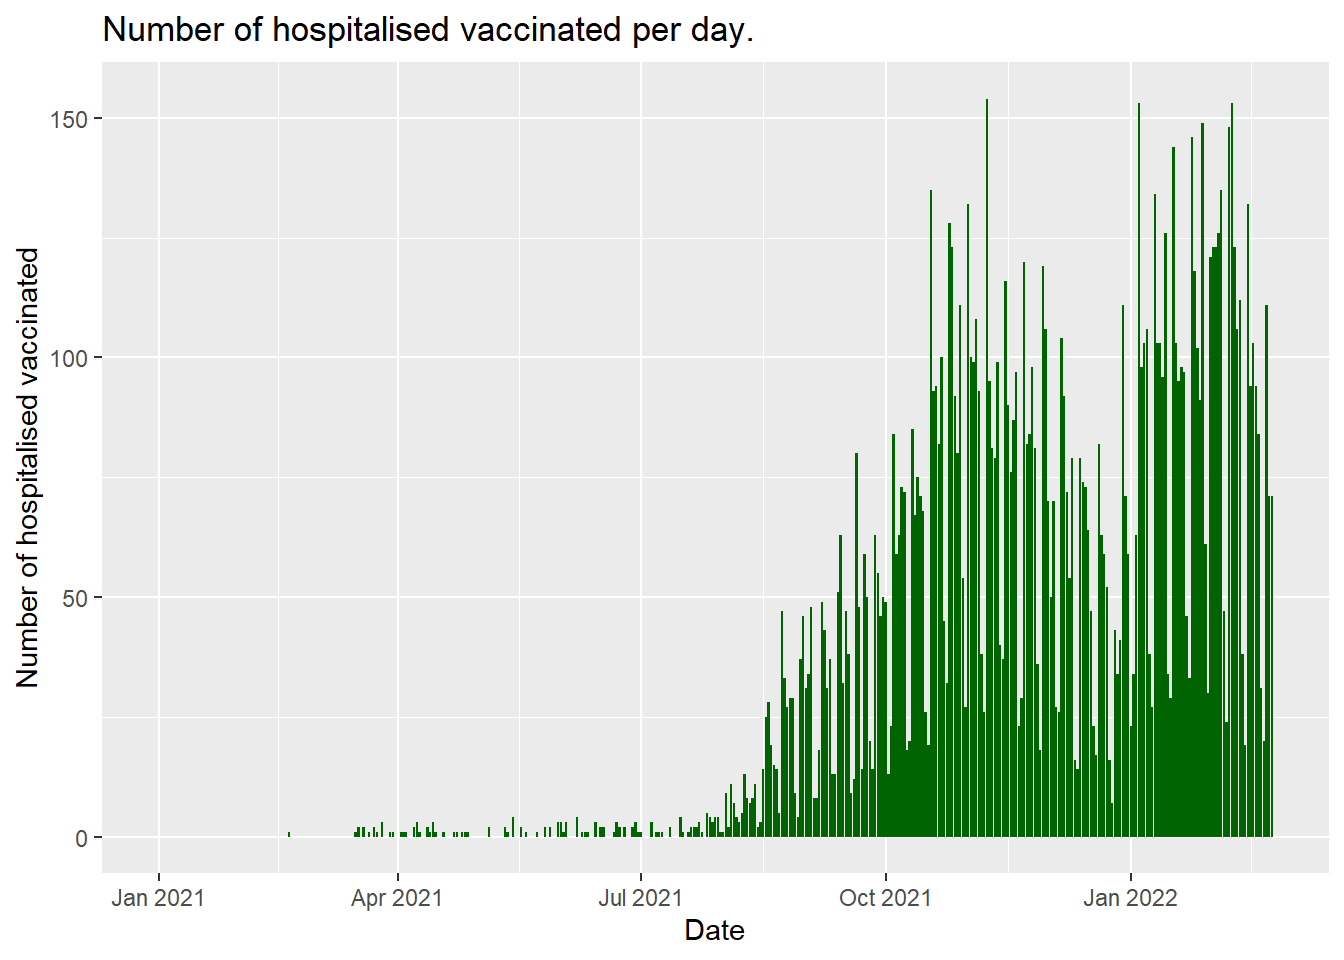 Number of hospitalised vaccinated per day.
Number of hospitalised vaccinated
150
100
50
0
Jan 2021
Apr 2021
Jul 2021
Oct 2021
Jan 2022
Date